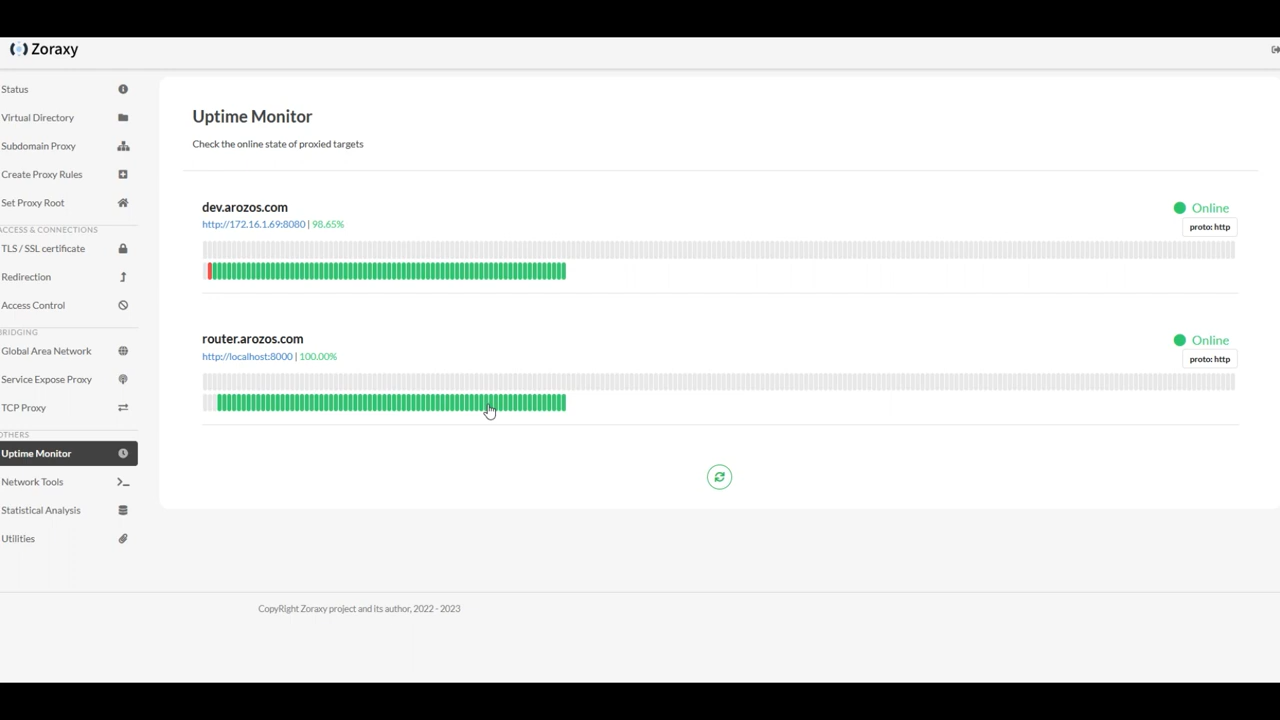 Zoraxy
Status
Virtual Directory
Subdomain Proxy
Create Proxy Rules
Set Proxy Root
ACCESS & CONNECTIONS
TLS / SSL certificate
Redirection
Access Control
BRIDGING
Global Area Network
Service Expose Proxy
TCP Proxy
OTHERS
Uptime Monitor
Network Tools
Statistical Analysis
Utilities
Uptime Monitor
Check the online state of proxied targets
dev.arozos.com
Online
http://172.16.1.69:8080 | 98.65%
proto: http
router.arozos.com
Online
http://localhost:8000 | 100.00%
proto: http
CopyRight Zoraxy project and its author, 2022 - 2023